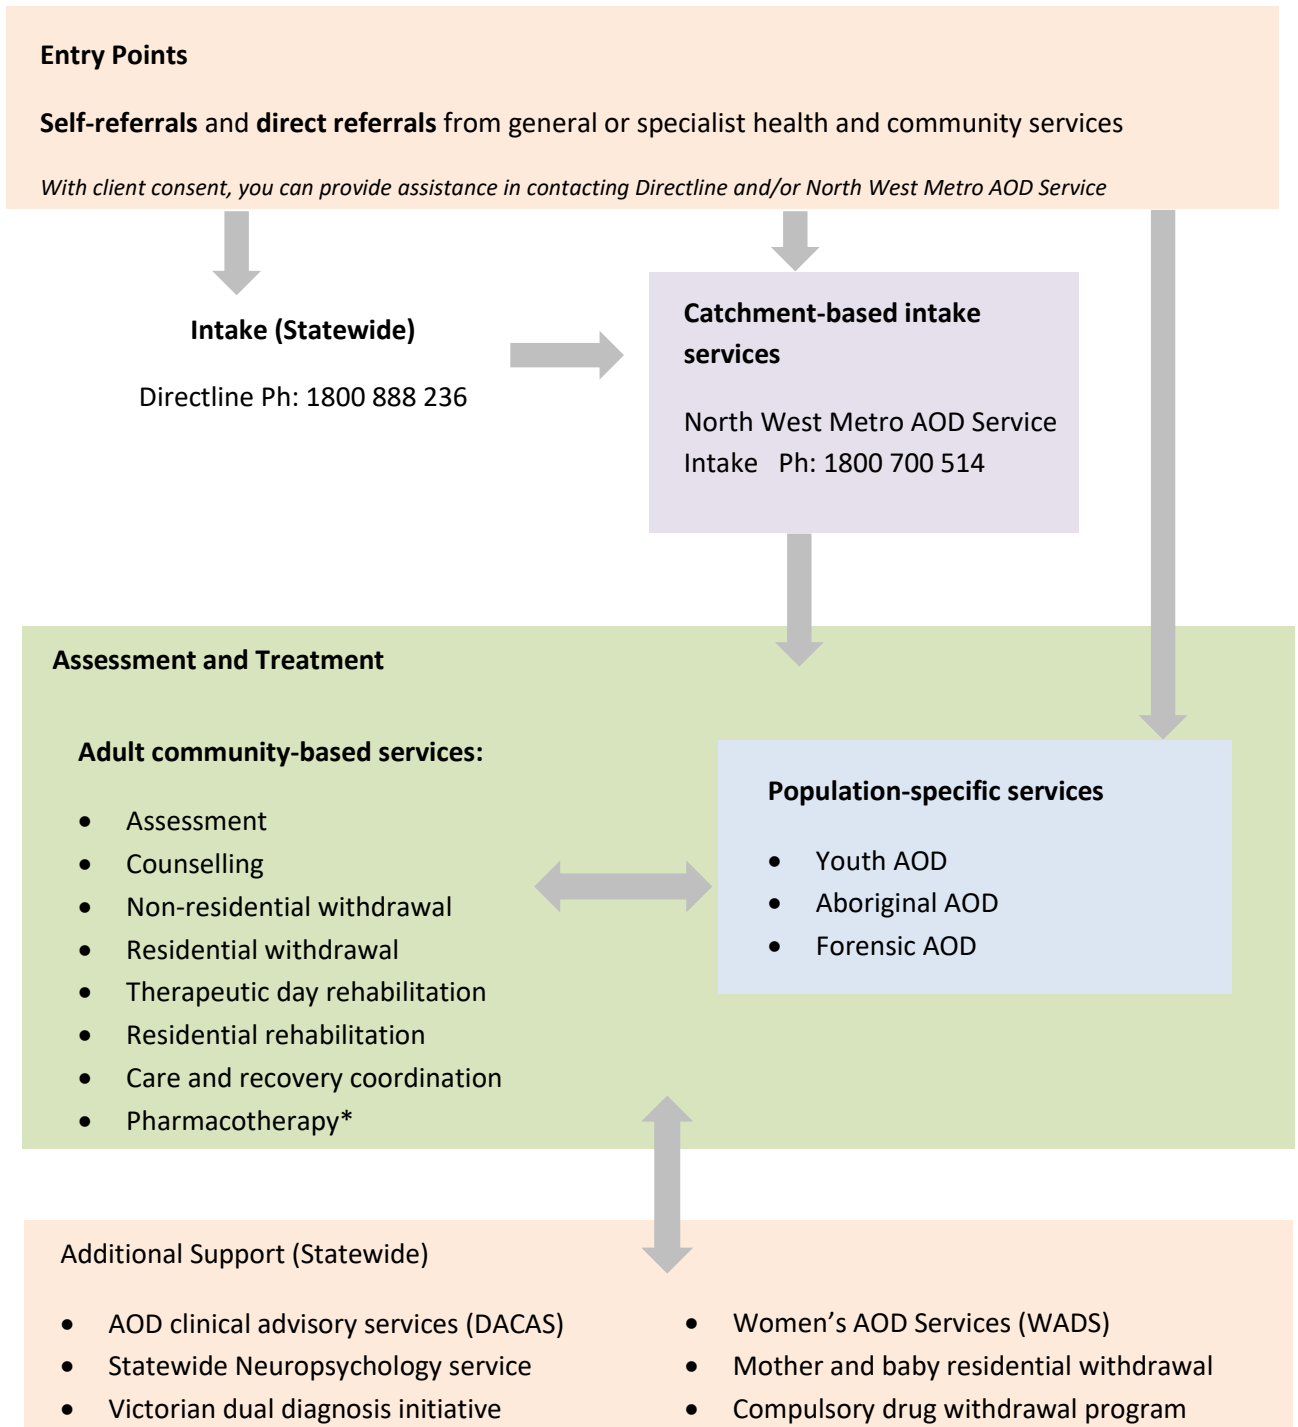 Entry Points
Self-referrals and direct referrals from general or specialist health and community services
With client consent, you can provide assistance in contacting Directline and/or North West Metro AOD Service
Intake (Statewide)
Directline Ph: 1800 888 236
Catchment-based intake
services
North West Metro AOD Service
Intake Ph: 1800 700 514
Assessment and Treatment
Adult community-based services:
• Assessment
• Counselling
• Non-residential withdrawal
• Residential withdrawal
• Therapeutic day rehabilitation
• Residential rehabilitation
• Care and recovery coordination
• Pharmacotherapy*
Population-specific services
• Youth AOD
• Aboriginal AOD
• Forensic AOD
Additional Support (Statewide)
• AOD clinical advisory services (DACAS)
• Statewide Neuropsychology service
• Victorian dual diagnosis initiative
• Women’s AOD Services (WADS)
• Mother and baby residential withdrawal
• Compulsory drug withdrawal program